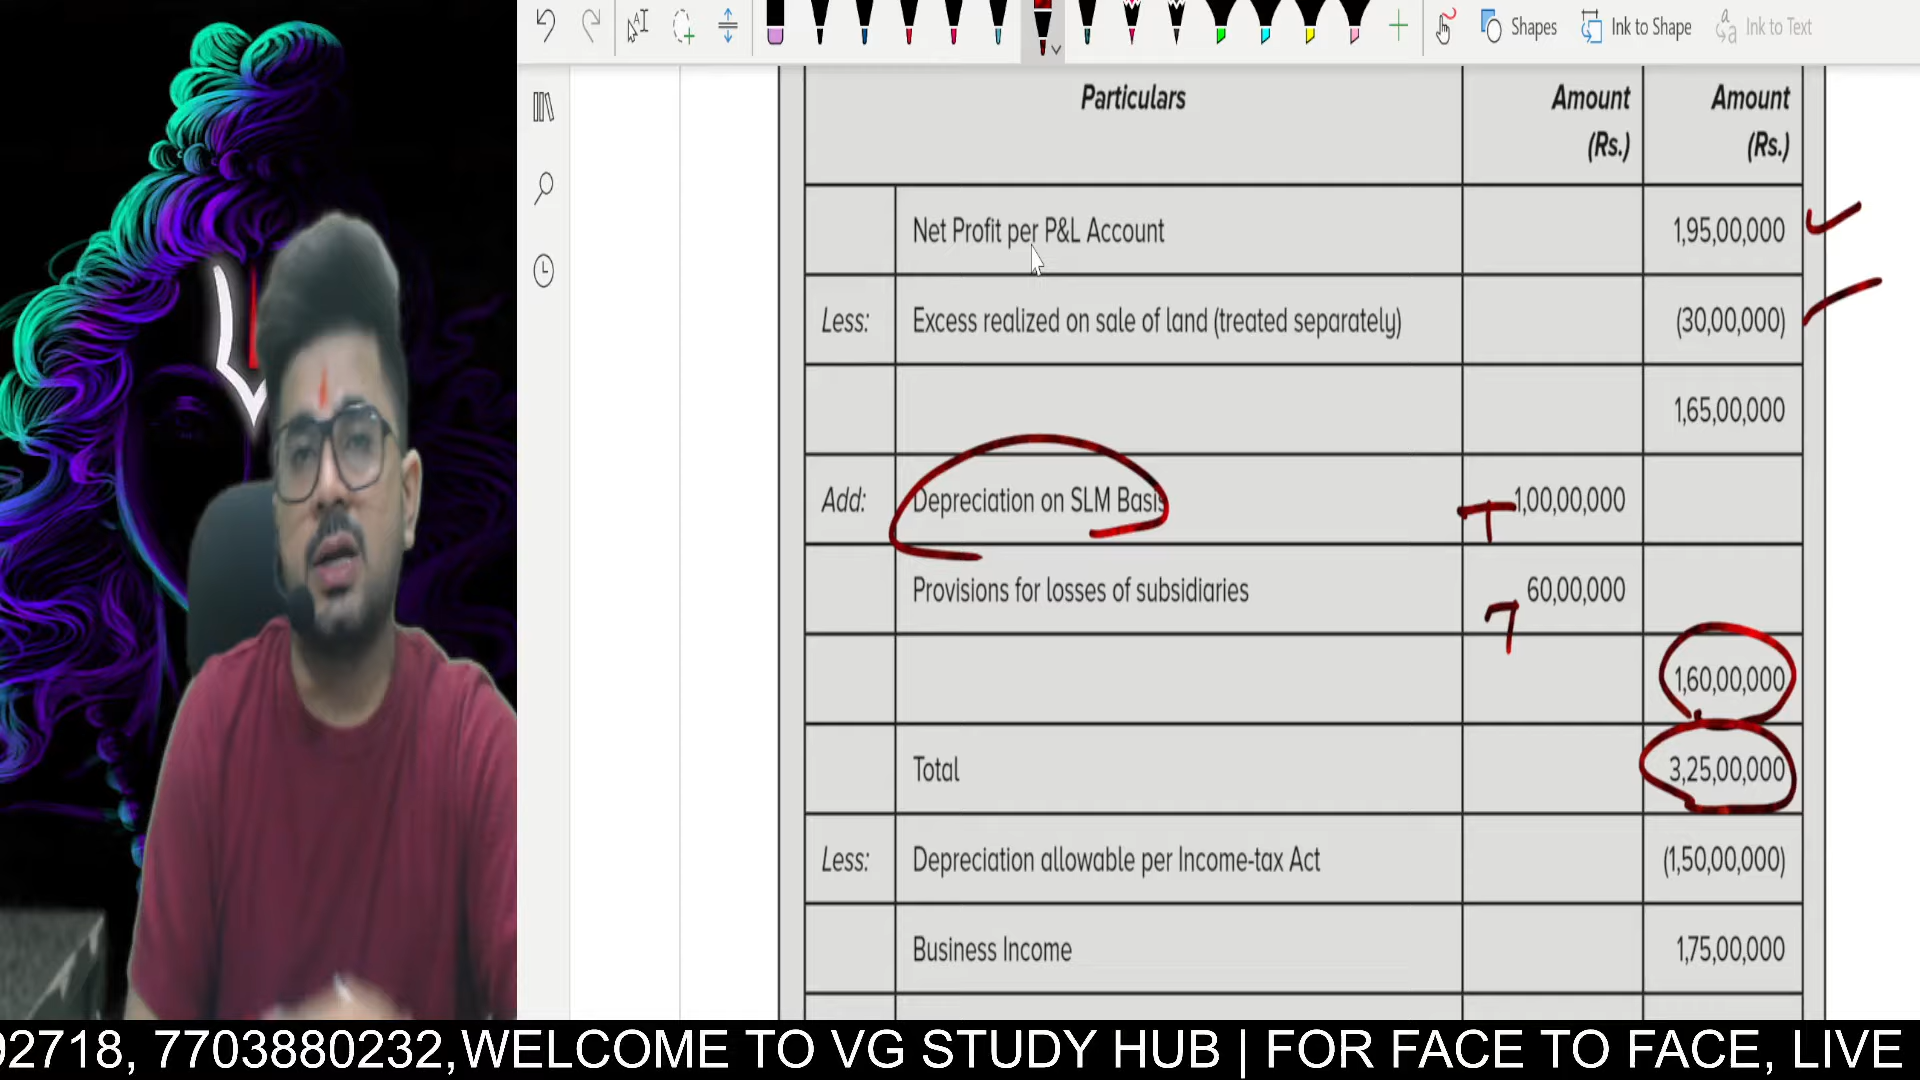 Shapes Ink to Shape Ink to Text
Particulars Amount (Rs.) Amount (Rs.)
Net Profit per P&L Account 1,95,00,000
Less: Excess realized on sale of land (treated separately) (30,00,000)
1,65,00,000
Add: Depreciation on SLM Basis 1,00,00,000
Provisions for losses of subsidiaries 60,00,000
1,60,00,000
Total 3,25,00,000
Less: Depreciation allowable per Income-tax Act (1,50,00,000)
Business Income 1,75,00,000
92718, 7703880232,WELCOME TO VG STUDY HUB | FOR FACE TO FACE, LIVE